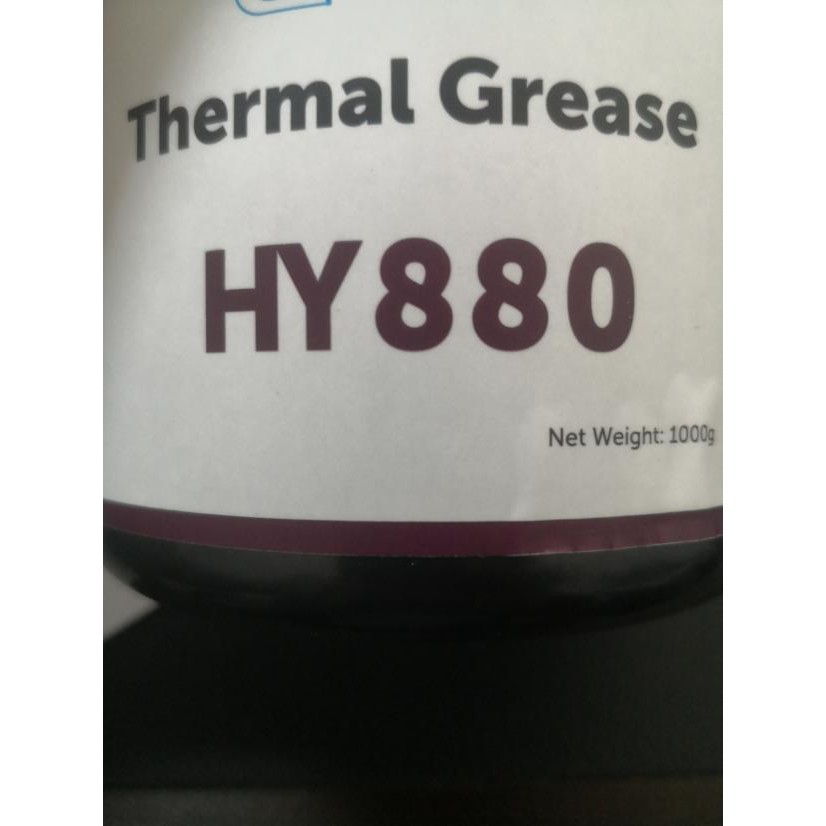 Thermal Grease
HY880
Net Weight: 1000g